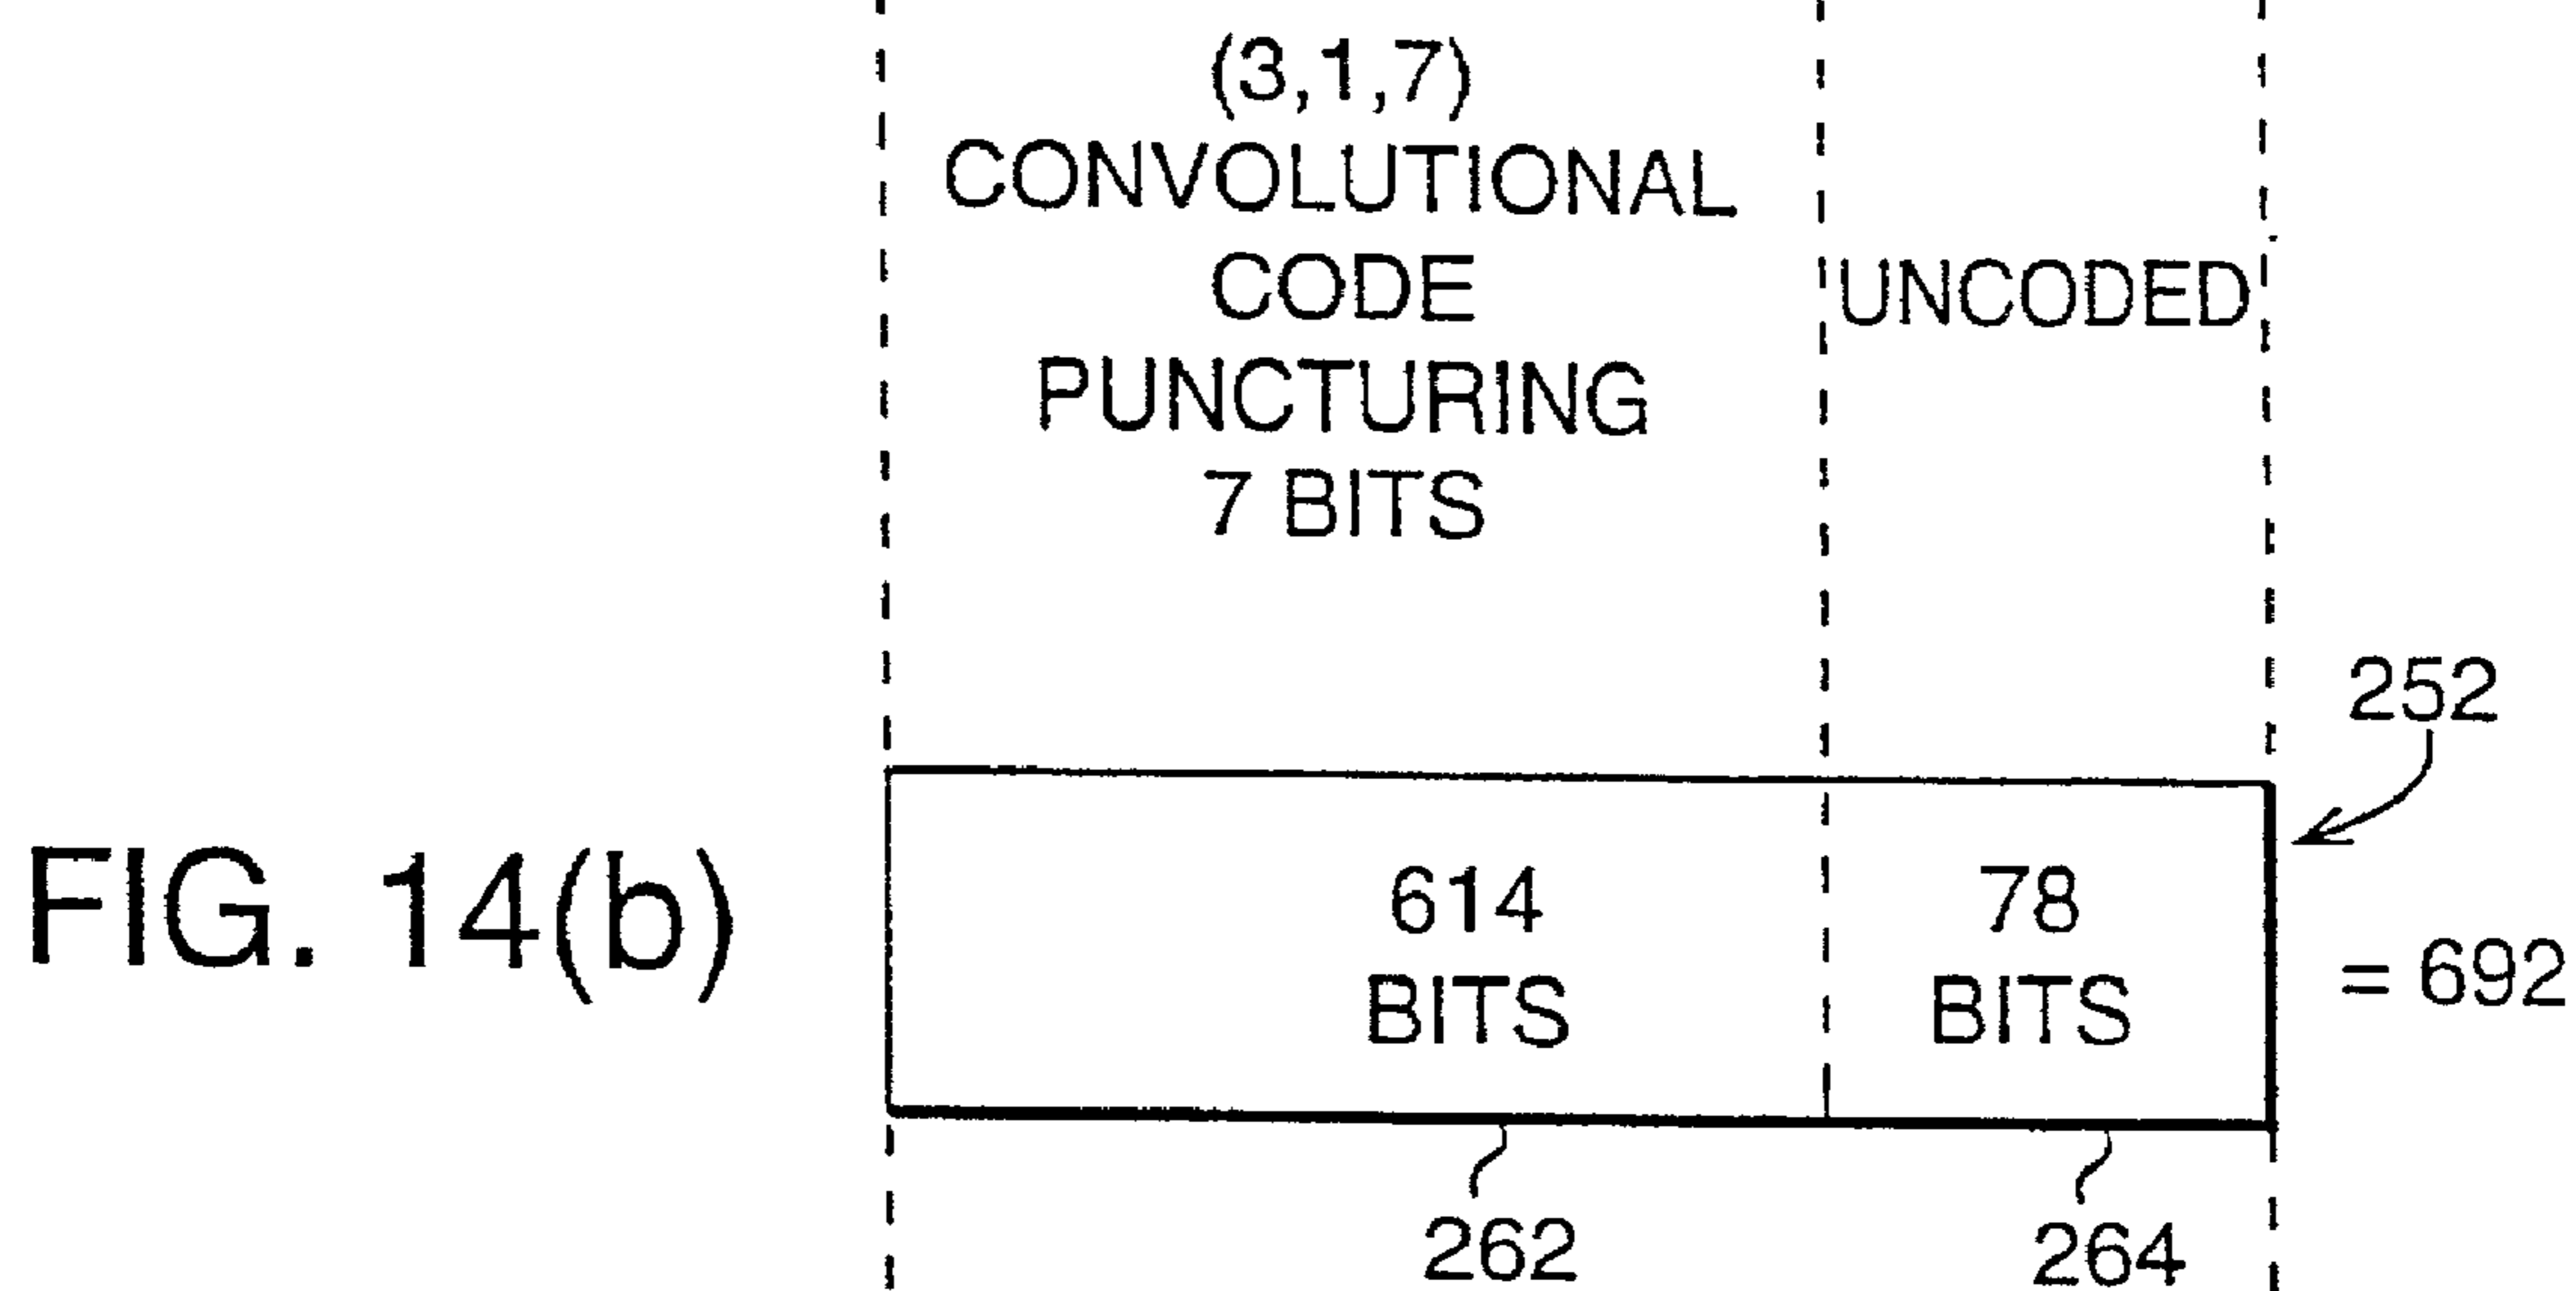 (3,1,7)
CONVOLUTIONAL
CODE
PUNCTURING
7 BITS
UNCODED
252
FIG. 14(b)
614
BITS
78
BITS
= 692
262
264